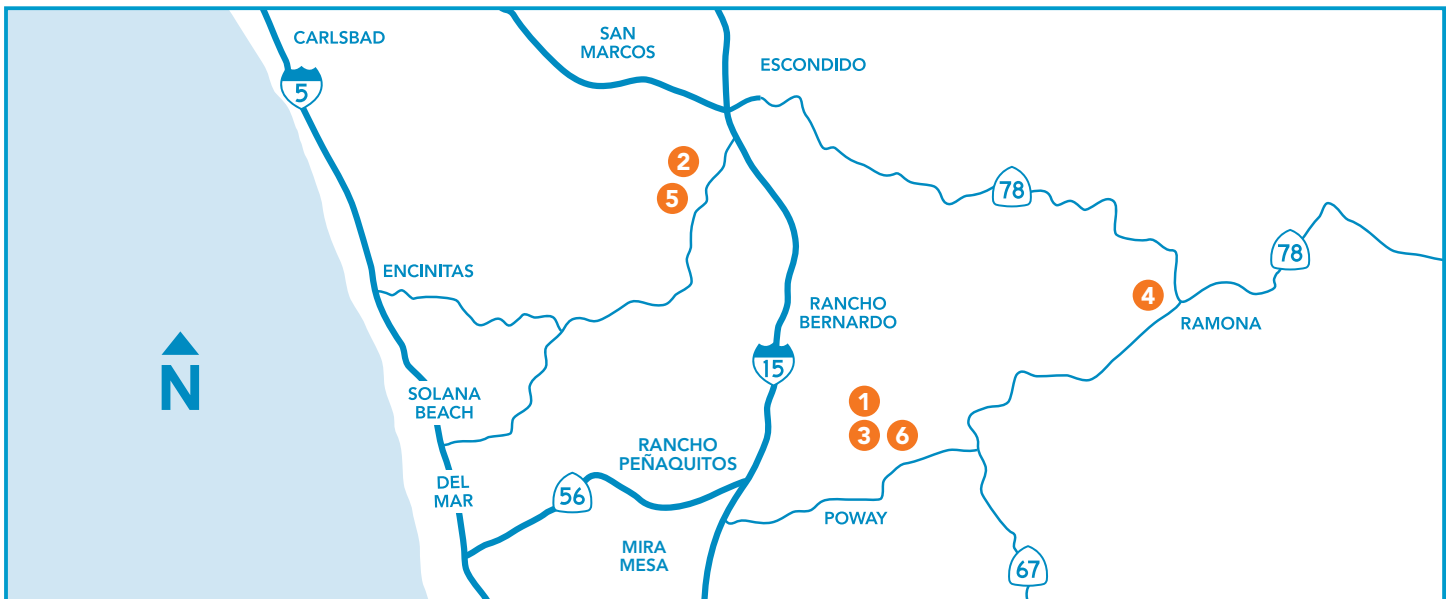 CARLSBAD
SAN
MARCOS
ESCONDIDO
5
2
5
78
78
ENCINITAS
4
RANCHO
BERNARDO
RAMONA
N
15
SOLANA
BEACH
1
3
6
RANCHO
PEÑAQUITOS
DEL
MAR
56
POWAY
MIRA
MESA
67